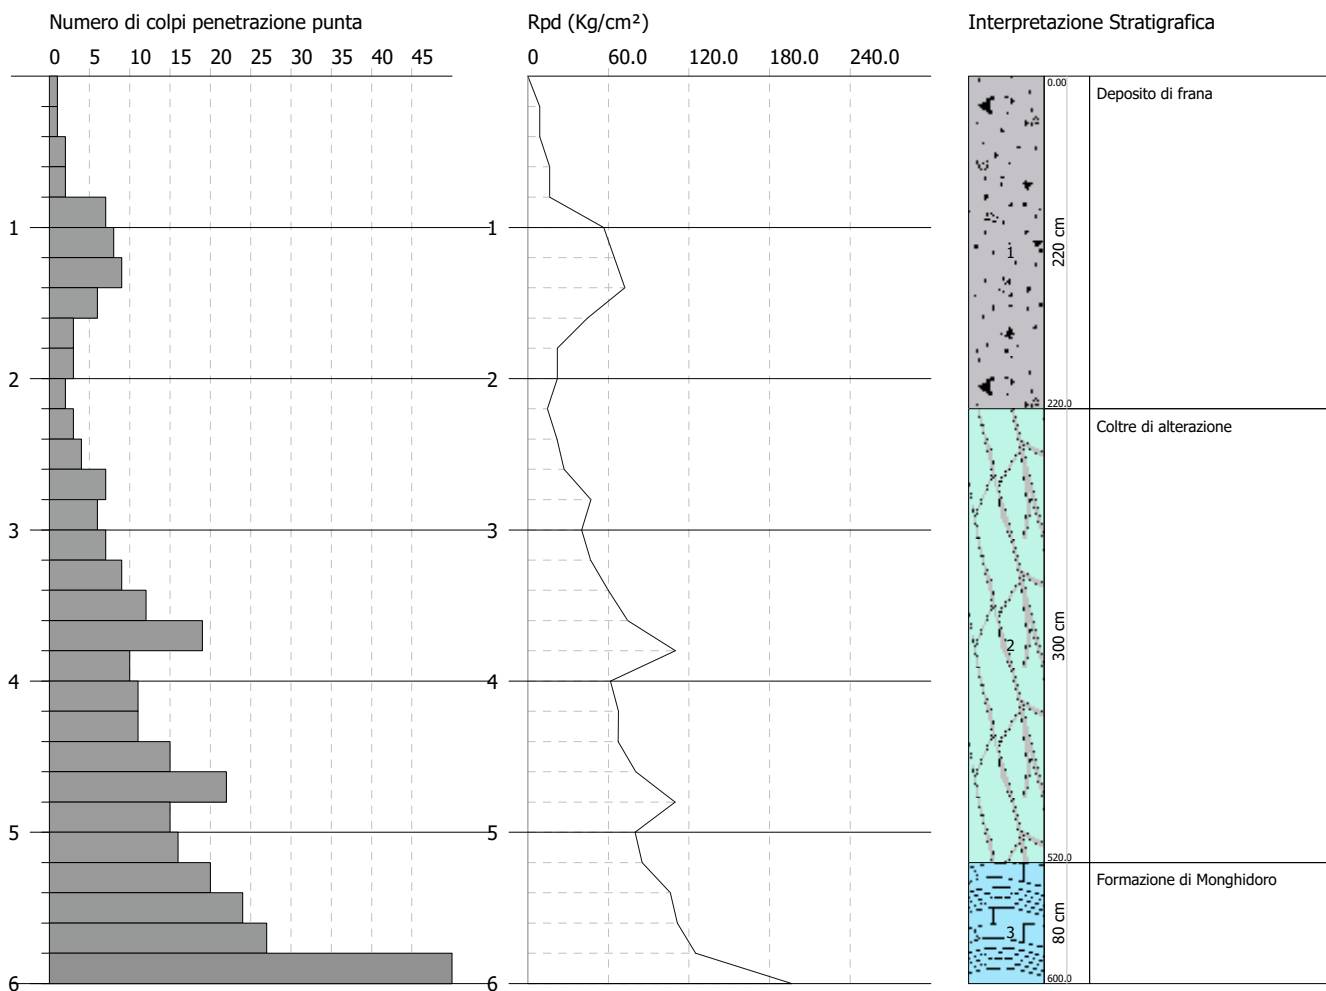 Numero di colpi penetrazione punta
Rpd (Kg/cm²)
Interpretazione Stratigrafica
0 5 10 15 20 25 30 35 40 45
0 60.0 120.0 180.0 240.0
0.00
Deposito di frana
1 1
1
220 cm
2 2
220.0
Coltre di alterazione
3 3
2
300 cm
4 4
5 5
520.0
Formazione di Monghidoro
3
80 cm
6 6
600.0